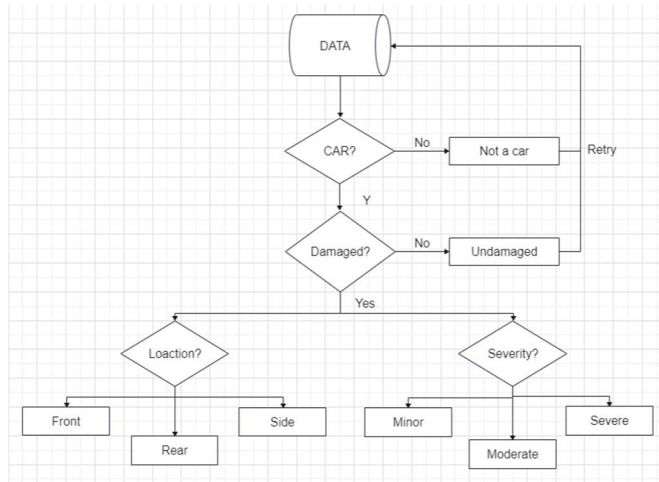 DATA
CAR?
No
Not a car
Retry
Y
Damaged?
No
Undamaged
Yes
Loaction?
Severity?
Front
Rear
Side
Minor
Moderate
Severe